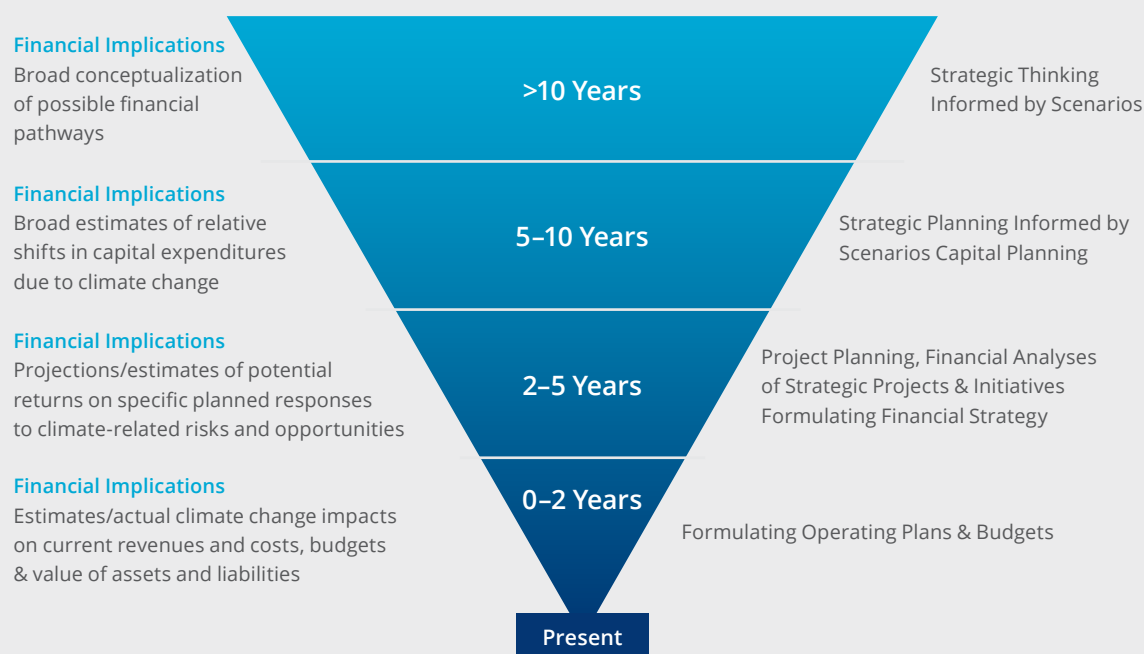 Financial Implications
Broad conceptualization
of possible financial
pathways
>10 Years
Strategic Thinking
Informed by Scenarios
Financial Implications
Broad estimates of relative
shifts in capital expenditures
due to climate change
5–10 Years
Strategic Planning Informed by
Scenarios Capital Planning
Financial Implications
Projections/estimates of potential
returns on specific planned responses
to climate-related risks and opportunities
2–5 Years
Project Planning, Financial Analyses
of Strategic Projects & Initiatives
Formulating Financial Strategy
Financial Implications
Estimates/actual climate change impacts
on current revenues and costs, budgets
& value of assets and liabilities
0–2 Years
Formulating Operating Plans & Budgets
Present